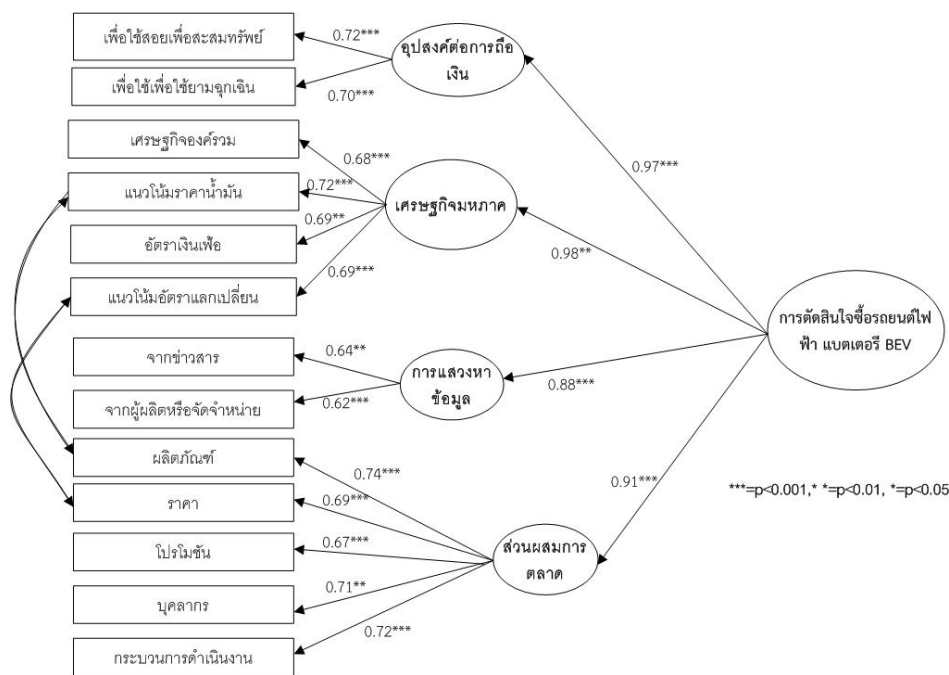 เพื่อใช้สอยเพื่อสะสมทรัพย์
0.72***
อุปสงค์ต่อการถือ
เงิน
เพื่อใช้เพื่อใช้ยามฉุกเฉิน
0.70***
เศรษฐกิจองค์รวม
0.68***
0.97***
แนวโน้มราคาน้ำมัน
0.72***
เศรษฐกิจมหภาค
อัตราเงินเฟ้อ
0.69**
0.98**
แนวโน้มอัตราแลกเปลี่ยน
0.69***
การตัดสินใจซื้อรถยนต์ไฟ
ฟ้า แบตเตอรี BEV
จากข่าวสาร
0.64**
การแสวงหา
ข้อมูล
0.88***
จากผู้ผลิตหรือจัดจำหน่าย
0.62***
ผลิตภัณฑ์
0.74***
0.91***
***=p<0.001,* *=p<0.01, *=p<0.05
ราคา
0.69***
โปรโมชัน
0.67***
ส่วนผสมการ
ตลาด
บุคลากร
0.71**
กระบวนการดำเนินงาน
0.72***